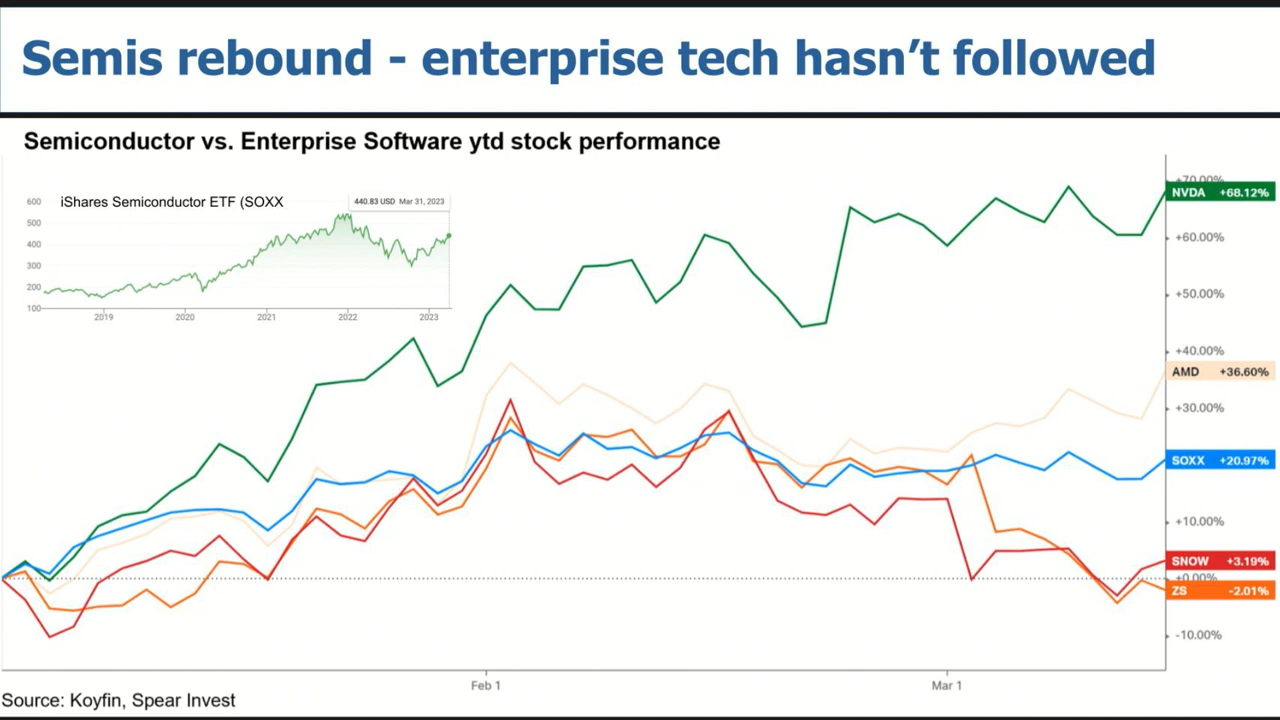 Semis rebound - enterprise tech hasn't followed
Semiconductor vs. Enterprise Software ytd stock performance
iShares Semiconductor ETF (SOXX
440.83 USD Mar 31, 2023
600
500
400
300
200
100
2019
2020
2021
2022
2023
+70.00%
NVDA +68.12%
+60.00%
+50.00%
+40.00%
AMD +36.60%
+30.00%
SOXX +20.97%
+10.00%
SNOW +3.19%
+0.00%
ZS -2.01%
-10.00%
Feb 1
Mar 1
Source: Koyfin, Spear Invest